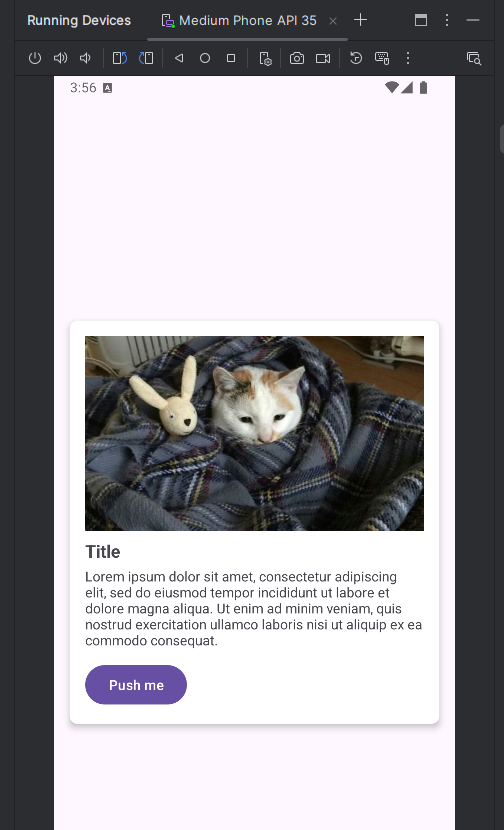 Running Devices
Medium Phone API 35
3:56
A
Title
Lorem ipsum dolor sit amet, consectetur adipiscing
elit, sed do eiusmod tempor incididunt ut labore et
dolore magna aliqua. Ut enim ad minim veniam, quis
nostrud exercitation ullamco laboris nisi ut aliquip ex ea
commodo consequat.
Push me